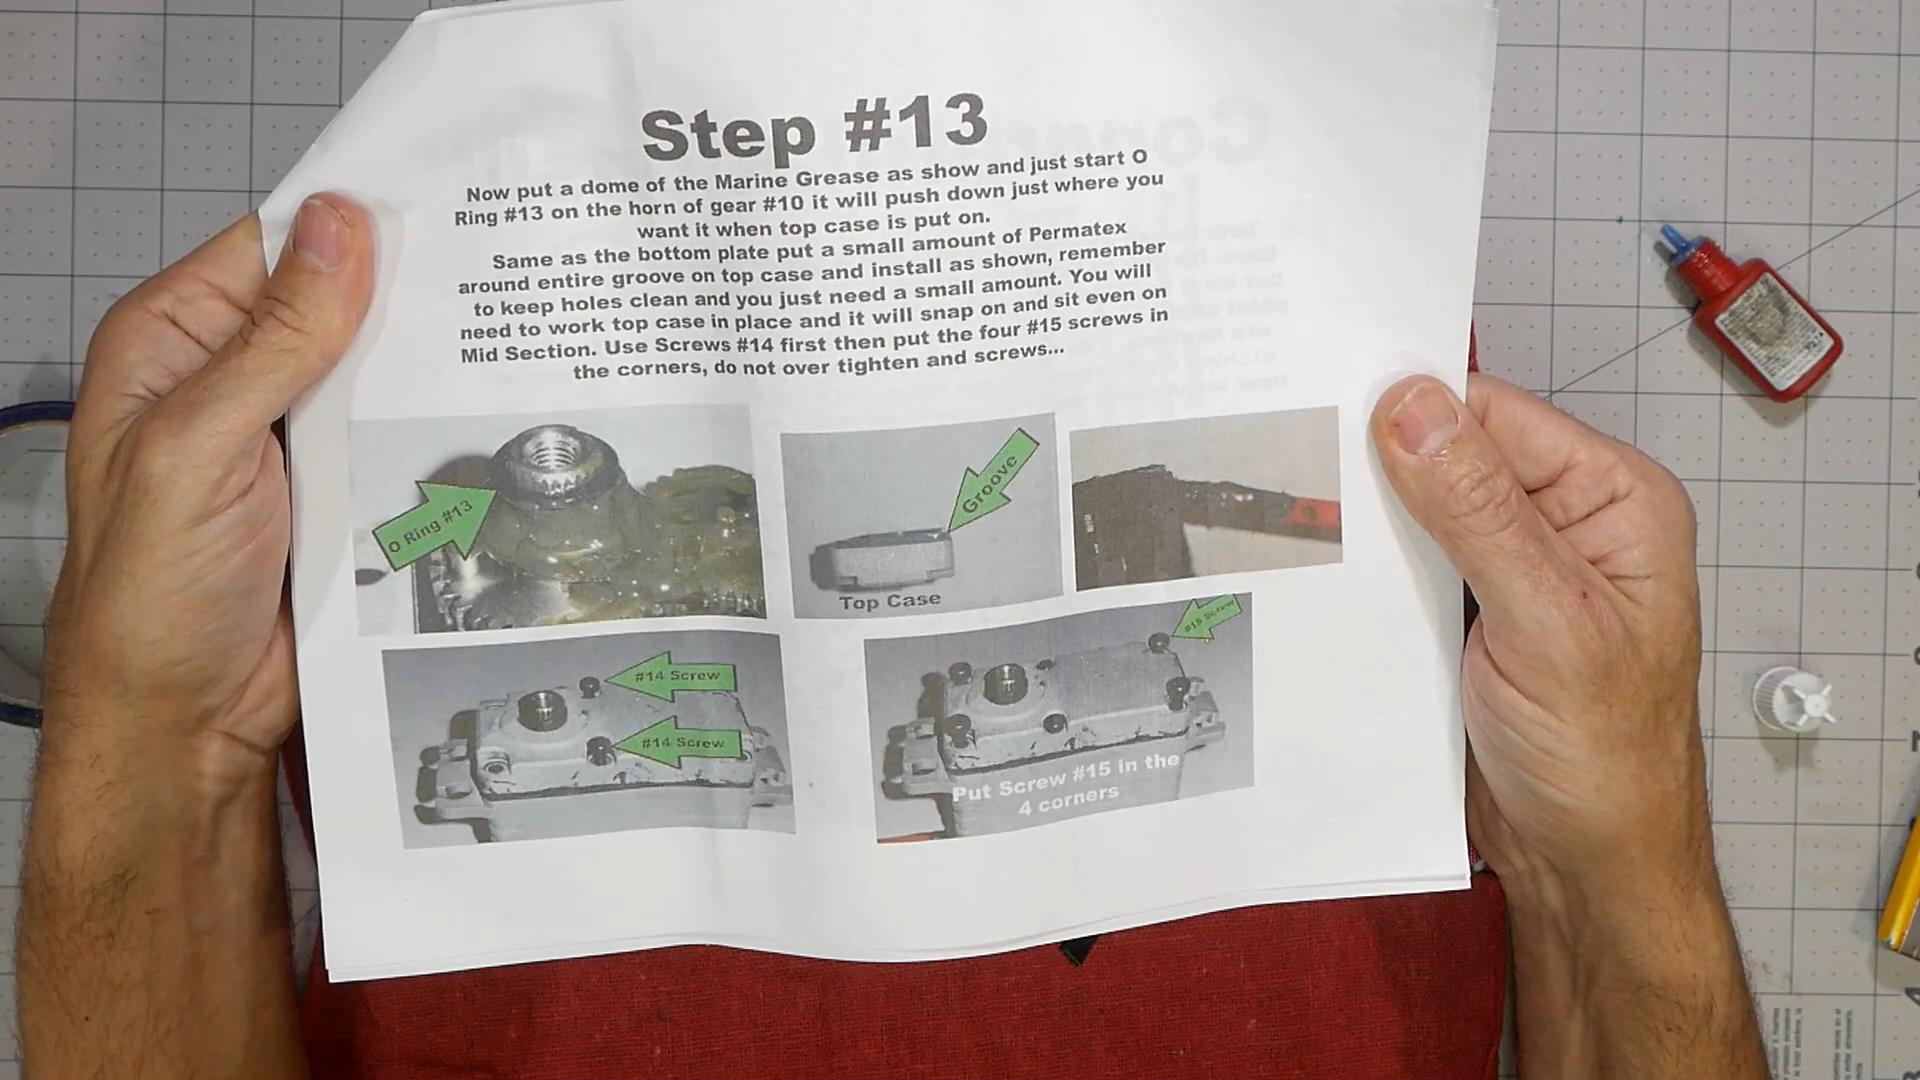 Step #13
Now put a dome of the Marine Grease as show and just start O
Ring #13 on the horn of gear #10 it will push down just where you
want it when top case is put on.
Same as the bottom plate put a small amount of Permatex
around entire groove on top case and install as shown, remember
to keep holes clean and you just need a small amount. You will
need to work top case in place and it will snap on and sit even on
Mid Section. Use Screws #14 first then put the four #15 screws in
the corners, do not over tighten and screws...
O Ring #13
Groove
Top Case
#14 Screw
#14 Screw
#15 Screw
Put Screw #15 in the
4 corners